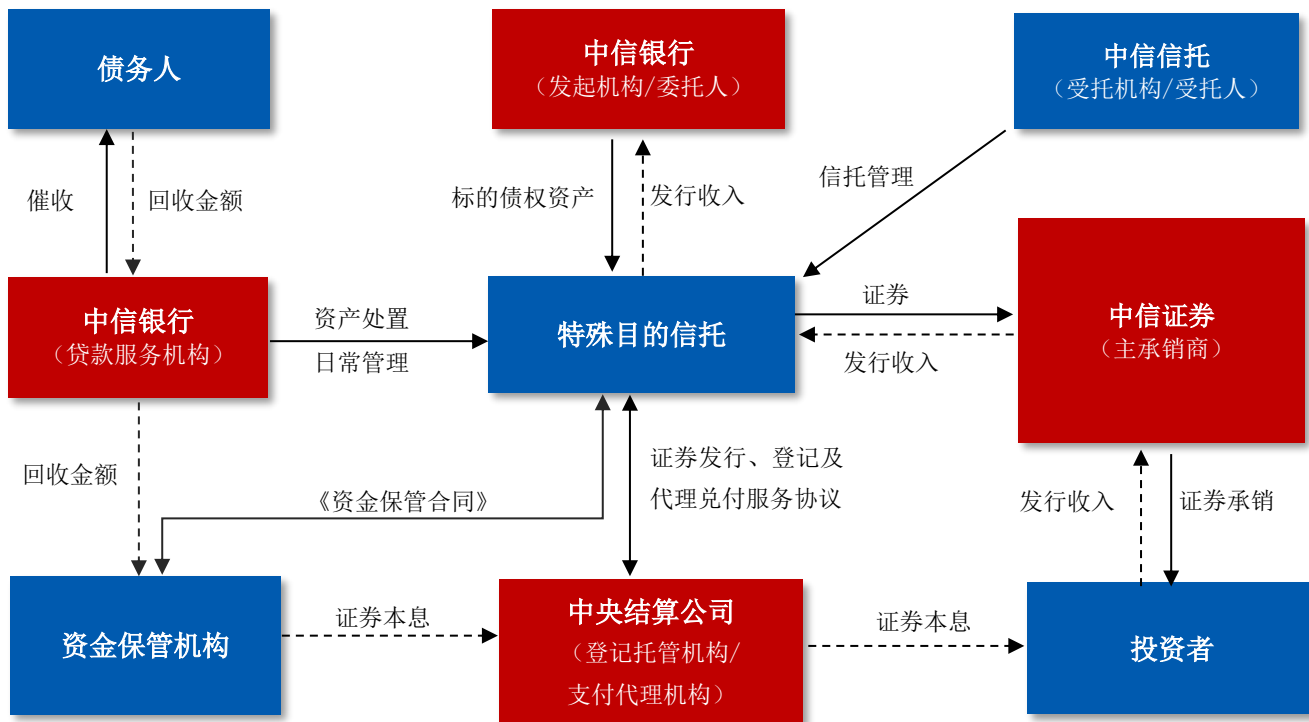 债务人
中信银行
（发起机构/委托人）
中信信托
（受托机构/受托人）
催收
回收金额
标的债权资产
发行收入
信托管理
中信银行
（贷款服务机构）
资产处置
日常管理
特殊目的信托
证券
发行收入
中信证券
（主承销商）
回收金额
《资金保管合同》
证券发行、登记及
代理兑付服务协议
发行收入
证券承销
资金保管机构
证券本息
中央结算公司
（登记托管机构/
支付代理机构）
证券本息
投资者